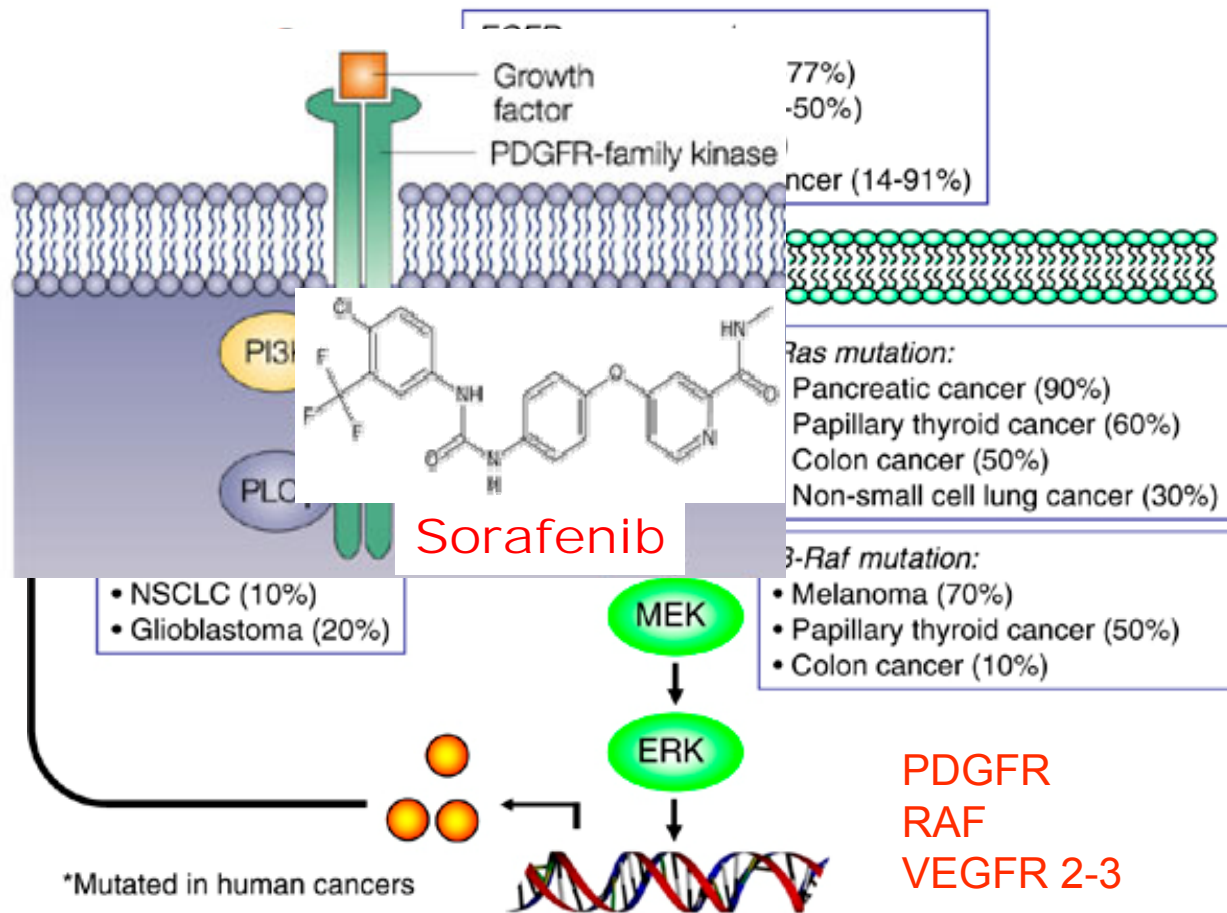 Growth
factor
PDGFR-family kinase
77%)
-50%)
ncer (14-91%)
Cl
F
F
F
NH
O
N
H
O
N
HN
O
Sorafenib
Ras mutation:
Pancreatic cancer (90%)
Papillary thyroid cancer (60%)
Colon cancer (50%)
Non-small cell lung cancer (30%)
-Raf mutation:
• Melanoma (70%)
• Papillary thyroid cancer (50%)
• Colon cancer (10%)
• NSCLC (10%)
• Glioblastoma (20%)
MEK
ERK
PDGFR
RAF
VEGFR 2-3
*Mutated in human cancers